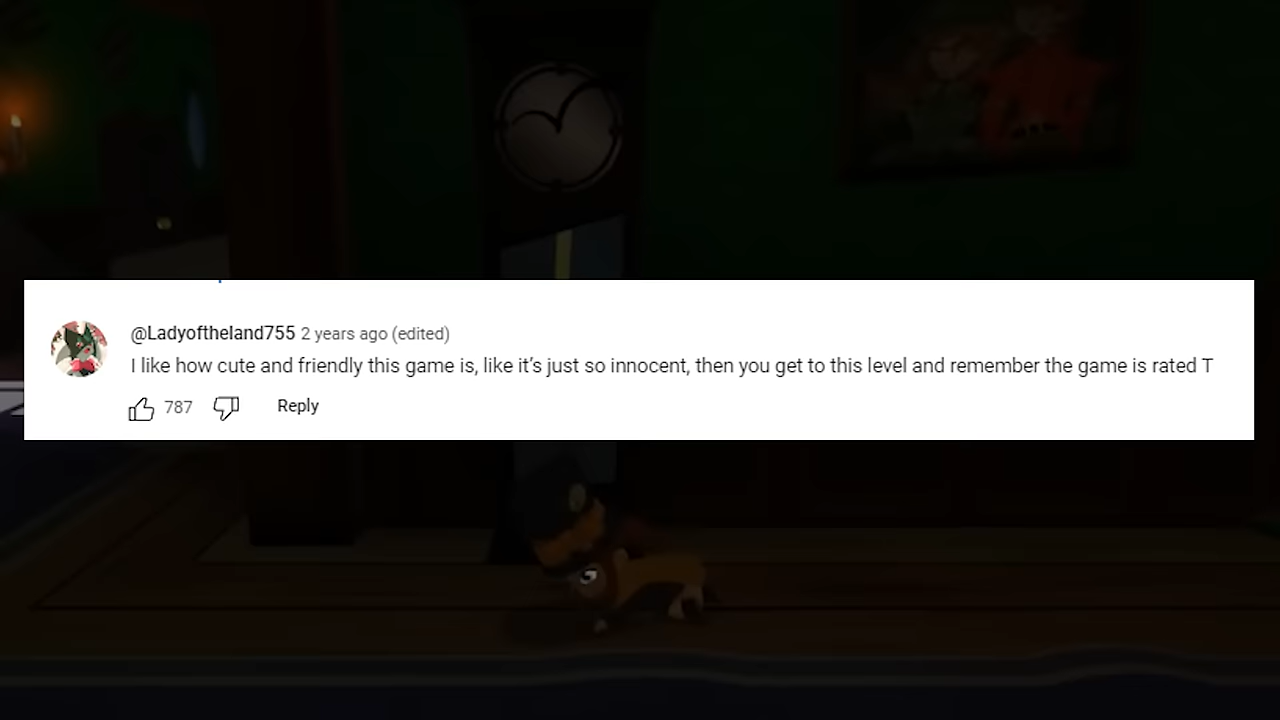 @Ladyoftheland755 2 years ago (edited)
I like how cute and friendly this game is, like it's just so innocent, then you get to this level and remember the game is rated T
787 Reply